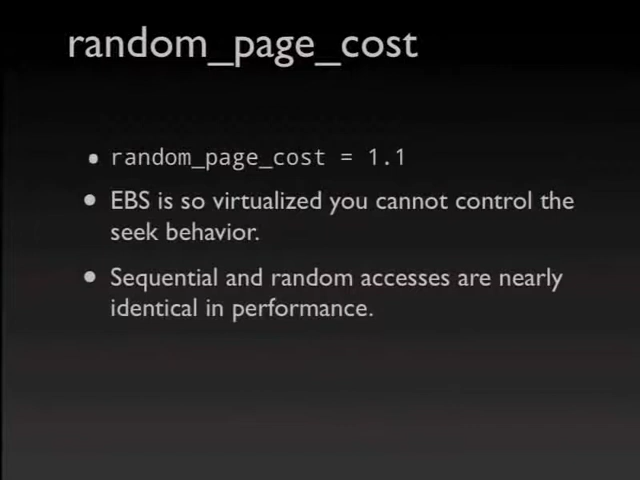 random_page_cost
• random_page_cost = 1.1
• EBS is so virtualized you cannot control the
seek behavior.
• Sequential and random accesses are nearly
identical in performance.